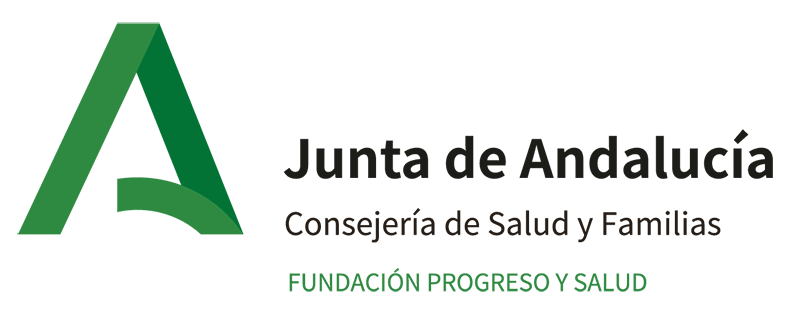 Junta de Andalucía
Consejería de Salud y Familias
FUNDACIÓN PROGRESO Y SALUD